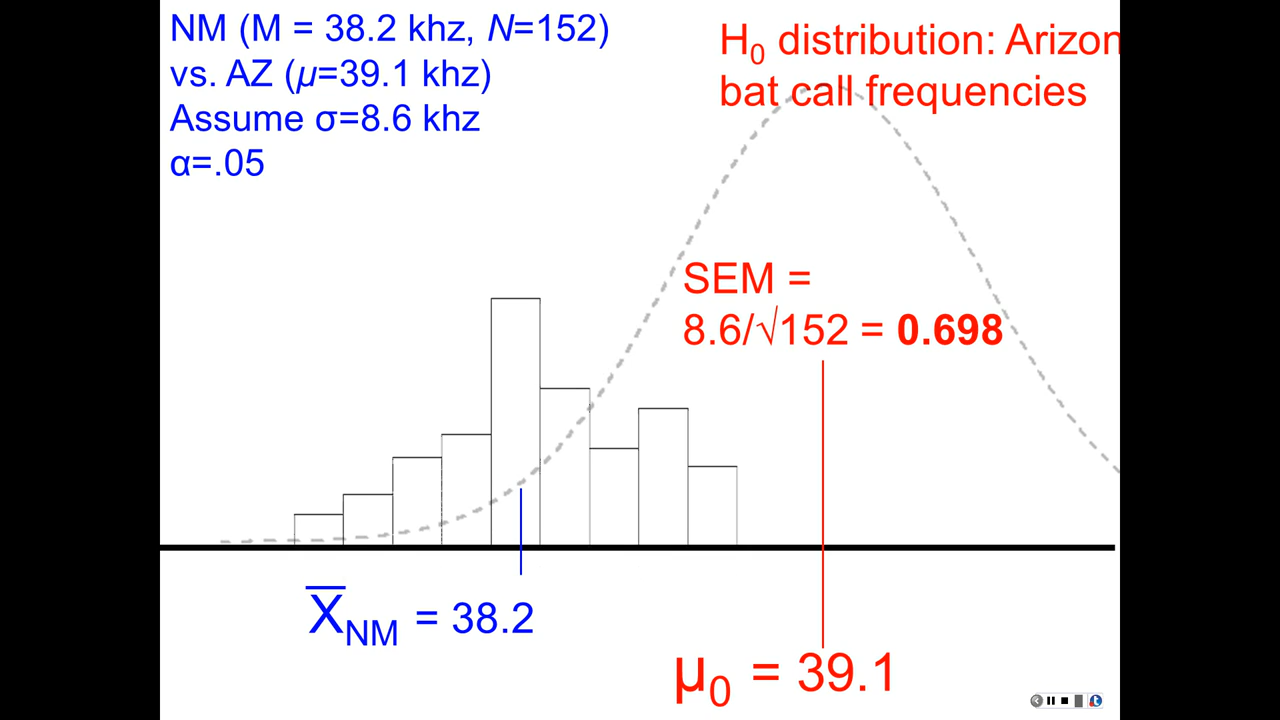 NM (M = 38.2 khz, N=152)
vs. AZ (μ=39.1 khz)
Assume σ=8.6 khz
α=.05
H₀ distribution: Arizon
bat call frequencies
SEM =
8.6/√152 = 0.698
X̅NM = 38.2
μ₀ = 39.1